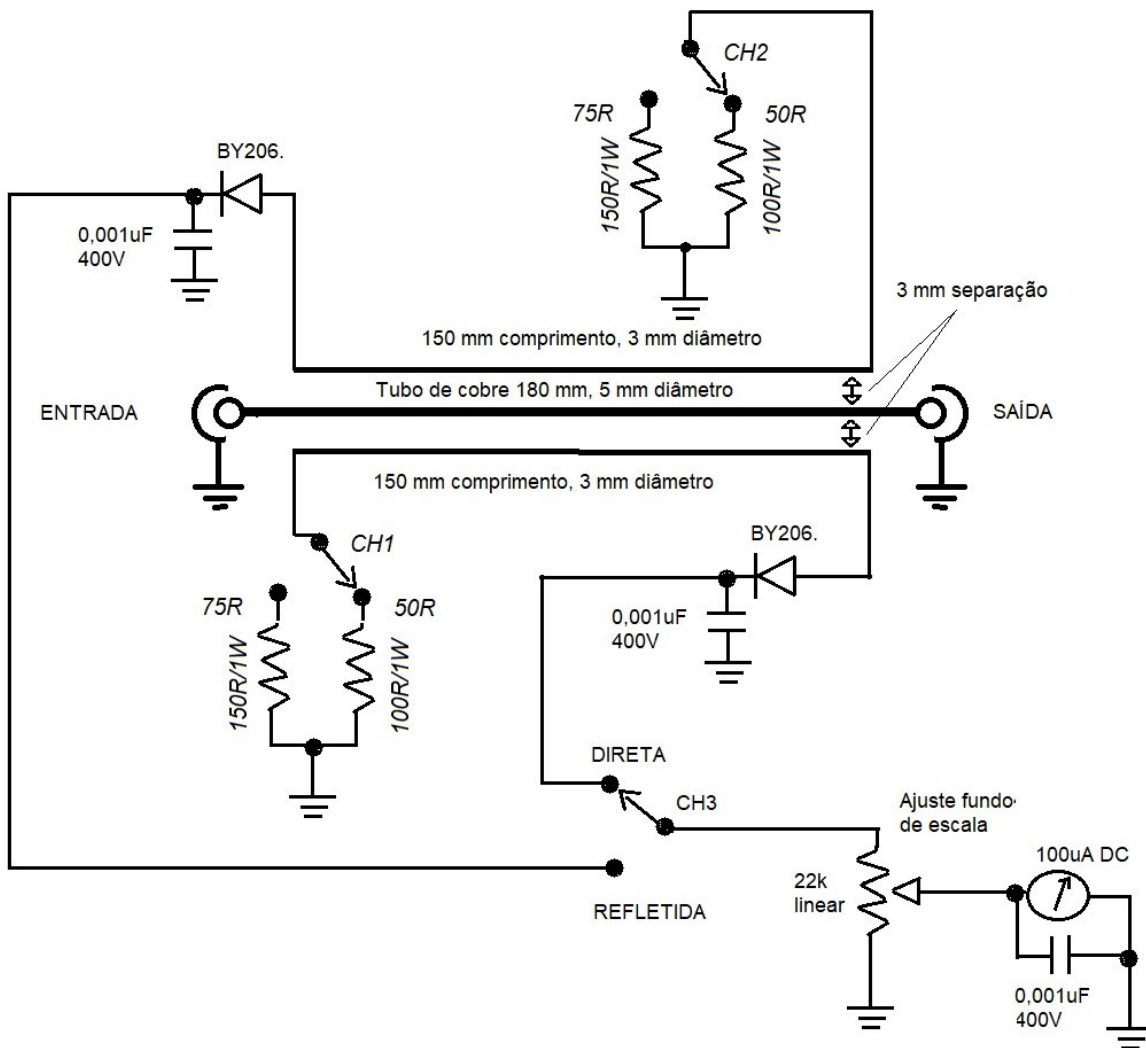 CH2
75R
50R
150R/1W
100R/1W
BY206.
0,001uF
400V
3 mm separação
150 mm comprimento, 3 mm diâmetro
Tubo de cobre 180 mm, 5 mm diâmetro
ENTRADA
SAÍDA
150 mm comprimento, 3 mm diâmetro
CH1
75R
50R
150R/1W
100R/1W
BY206.
0,001uF
400V
DIRETA
CH3
REFLETIDA
Ajuste fundo
de escala
22k
linear
100uA DC
0,001uF
400V